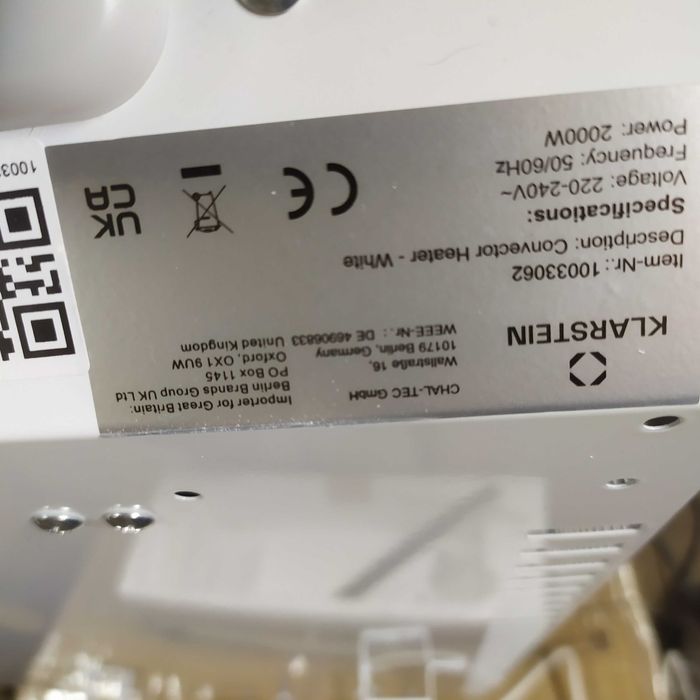 KLARSTEIN
CHAL-TEC GmbH
Wallstraße 16,
10179 Berlin, Germany
WEEE-Nr.: DE 46906833
Importer for Great Britain:
Berlin Brands Group UK Ltd
PO Box 1145
Oxford, OX1 9UW
United Kingdom
Item-Nr.: 10033062
Description: Convector Heater - White
Specifications:
Voltage: 220-240V~
Frequency: 50/60Hz
Power: 2000W
CE
UK
CA